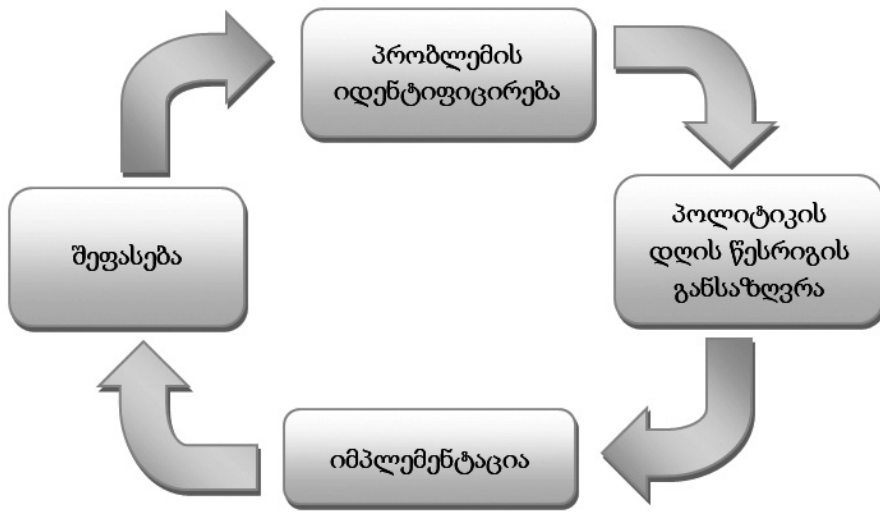 პრობლემის
იდენტიფიცირება
პოლიტიკის
დღის წესრიგის
განსაზღვრა
იმპლემენტაცია
შეფასება